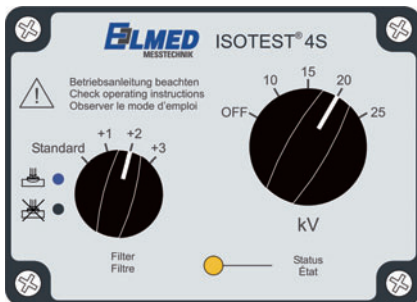 ELMED
MESSTECHNIK
ISOTEST® 4S
Betriebsanleitung beachten
Check operating instructions
Observer le mode d'emploi
Standard
+1
+2
+3
Filter
Filtre
OFF
10
15
20
25
kV
Status
État